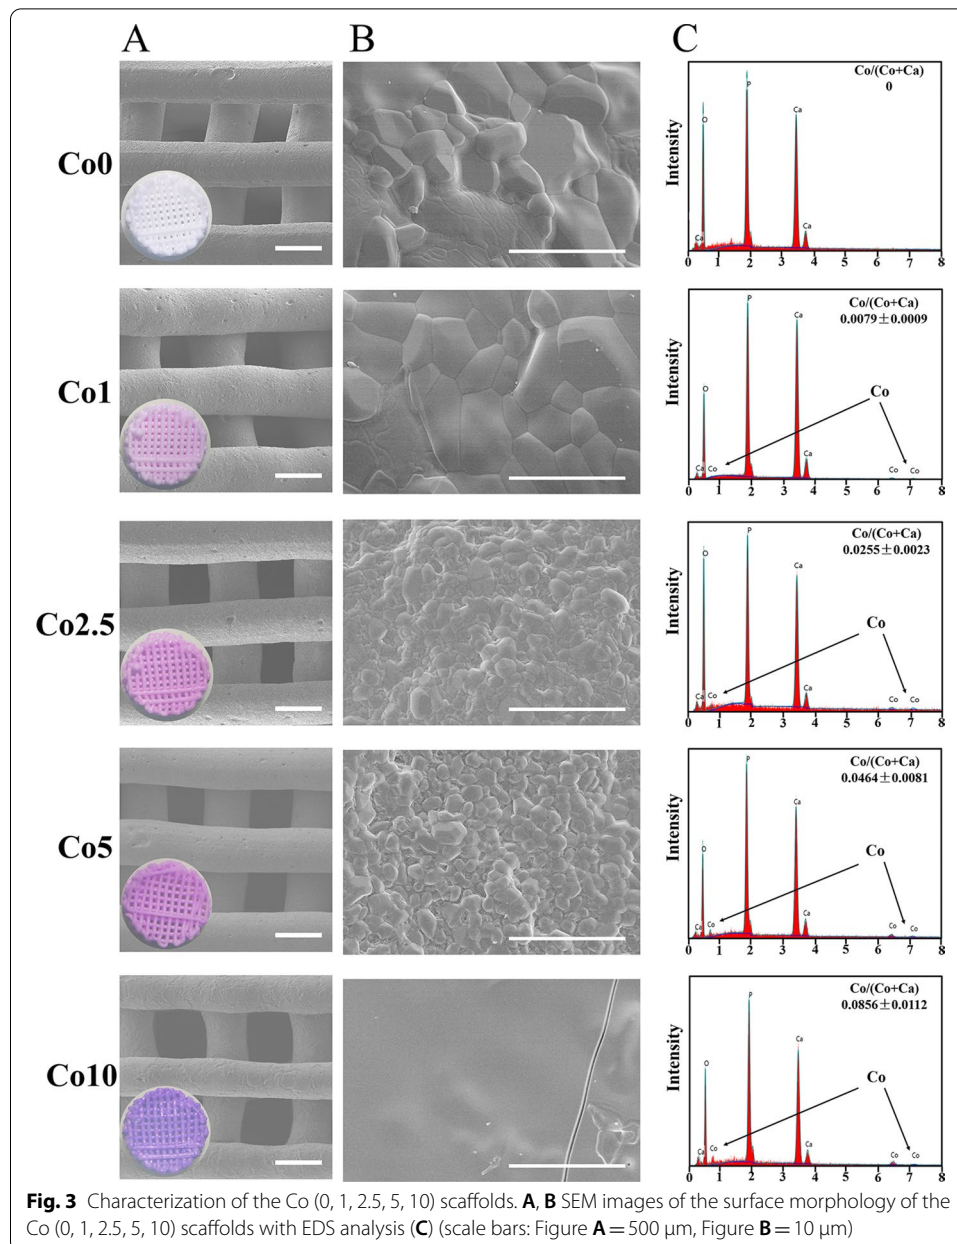 A B C
Co0
Co/(Co+Ca)
0
Intensity
Ca O P Ca Ca
0 1 2 3 4 5 6 7 8
Co1
Co/(Co+Ca)
0.0079±0.0009
Intensity
Co
Ca O Co P Ca Ca Co Co
0 1 2 3 4 5 6 7 8
Co2.5
Co/(Co+Ca)
0.0255±0.0023
Intensity
Co
Ca O Co P Ca Ca Co Co
0 1 2 3 4 5 6 7 8
Co5
Co/(Co+Ca)
0.0464±0.0081
Intensity
Co
Ca O Co P Ca Ca Co Co
0 1 2 3 4 5 6 7 8
Co10
Co/(Co+Ca)
0.0856±0.0112
Intensity
Co
Ca O Co P Ca Ca Co Co
0 1 2 3 4 5 6 7 8
Fig. 3 Characterization of the Co (0, 1, 2.5, 5, 10) scaffolds. A, B SEM images of the surface morphology of the
Co (0, 1, 2.5, 5, 10) scaffolds with EDS analysis (C) (scale bars: Figure A = 500 μm, Figure B = 10 μm)